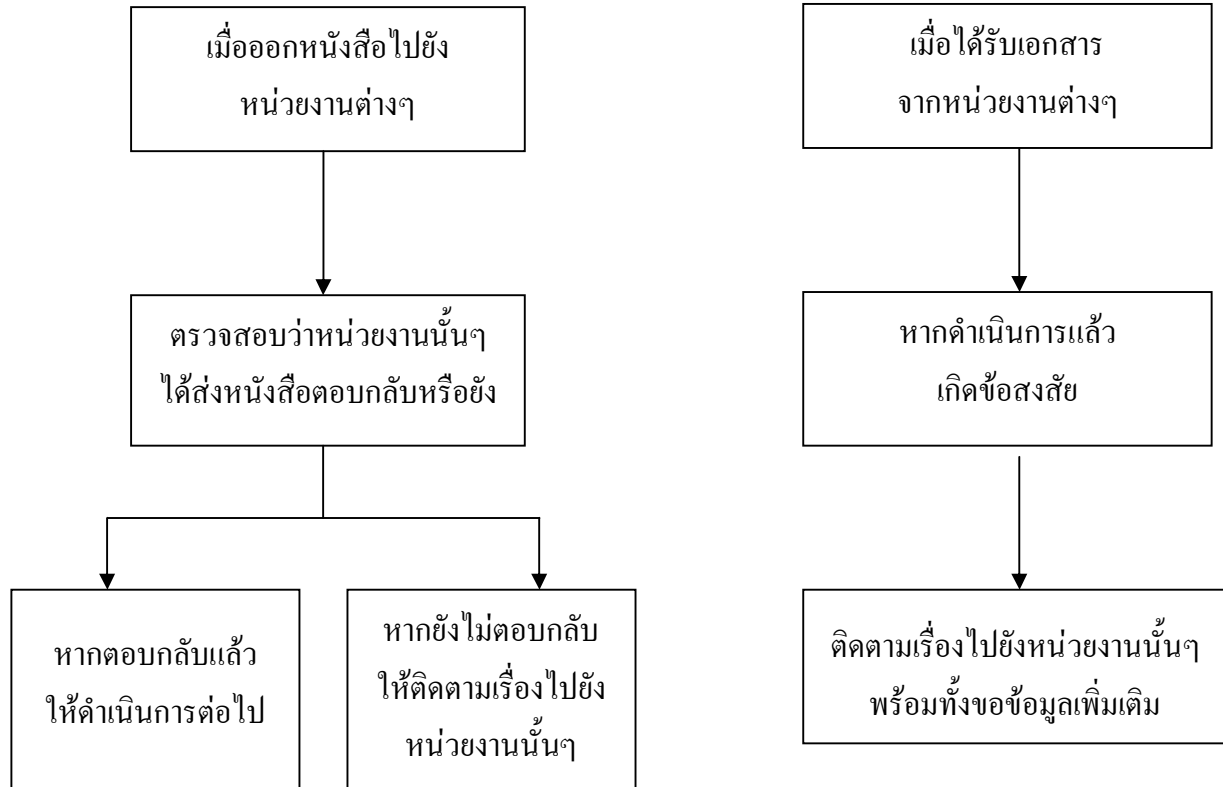 เมื่อออกหนังสือไปยัง
หน่วยงานต่างๆ
ตรวจสอบว่าหน่วยงานนั้นๆ
ได้ส่งหนังสือตอบกลับหรือยัง
หากตอบกลับแล้ว
ให้ดำเนินการต่อไป
หากยังไม่ตอบกลับ
ให้ติดตามเรื่องไปยัง
หน่วยงานนั้นๆ
เมื่อได้รับเอกสาร
จากหน่วยงานต่างๆ
หากดำเนินการแล้ว
เกิดข้อสงสัย
ติดตามเรื่องไปยังหน่วยงานนั้นๆ
พร้อมทั้งขอข้อมูลเพิ่มเติม